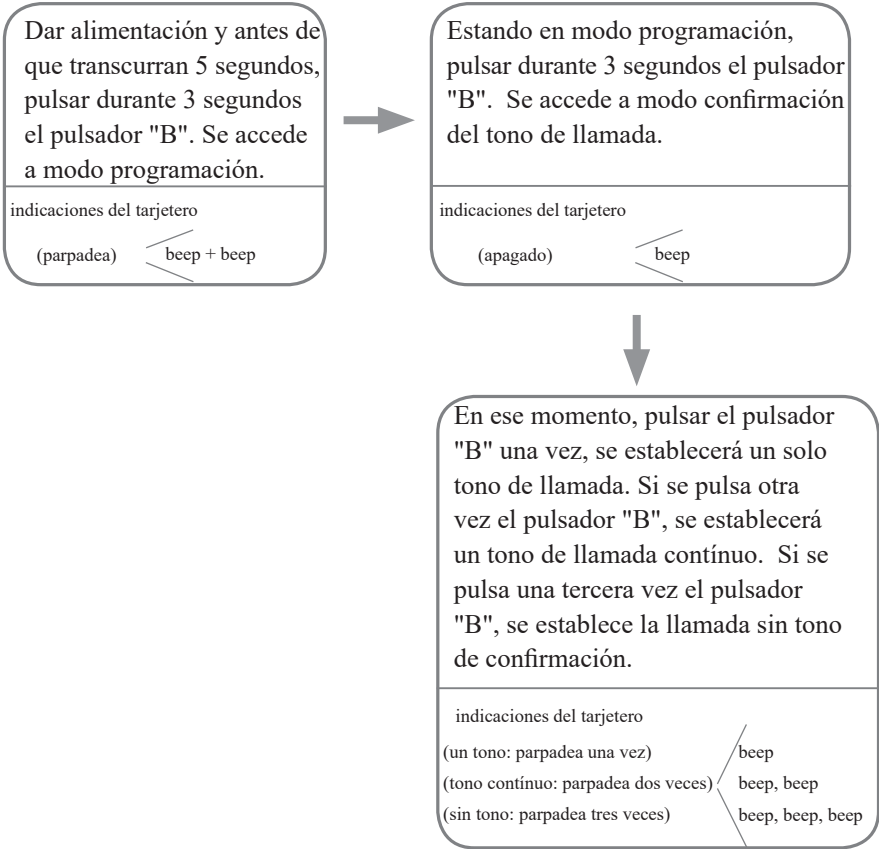 Dar alimentación y antes de
que transcurran 5 segundos,
pulsar durante 3 segundos
el pulsador "B". Se accede
a modo programación.
indicaciones del tarjetero
(parpadea) beep + beep
Estando en modo programación,
pulsar durante 3 segundos el pulsador
"B". Se accede a modo confirmación
del tono de llamada.
indicaciones del tarjetero
(apagado) beep
En ese momento, pulsar el pulsador
"B" una vez, se establecerá un solo
tono de llamada. Si se pulsa otra
vez el pulsador "B", se establecerá
un tono de llamada contínuo. Si se
pulsa una tercera vez el pulsador
"B", se establece la llamada sin tono
de confirmación.
indicaciones del tarjetero
(un tono: parpadea una vez) beep
(tono contínuo: parpadea dos veces) beep, beep
(sin tono: parpadea tres veces) beep, beep, beep